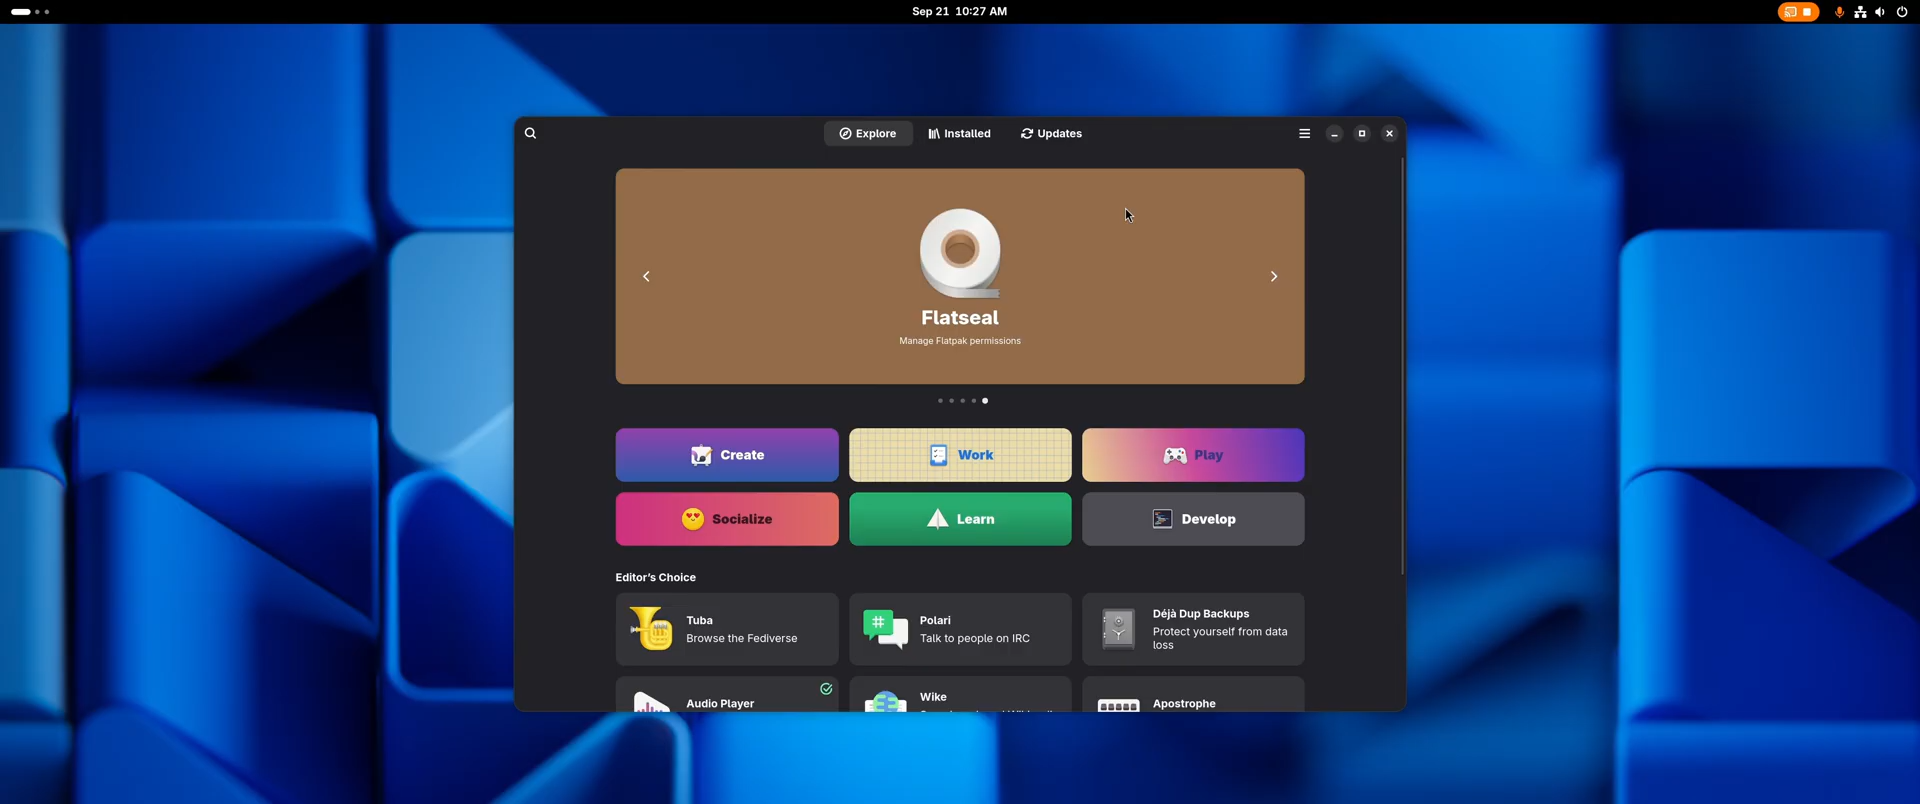 Sep 21 10:27 AM
Explore
Installed
Updates
Flatseal
Manage Flatpak permissions
Create
Work
Play
Socialize
Learn
Develop
Editor’s Choice
Tuba
Browse the Fediverse
Polari
Talk to people on IRC
Déjà Dup Backups
Protect yourself from data
loss
Audio Player
Wike
Apostrophe